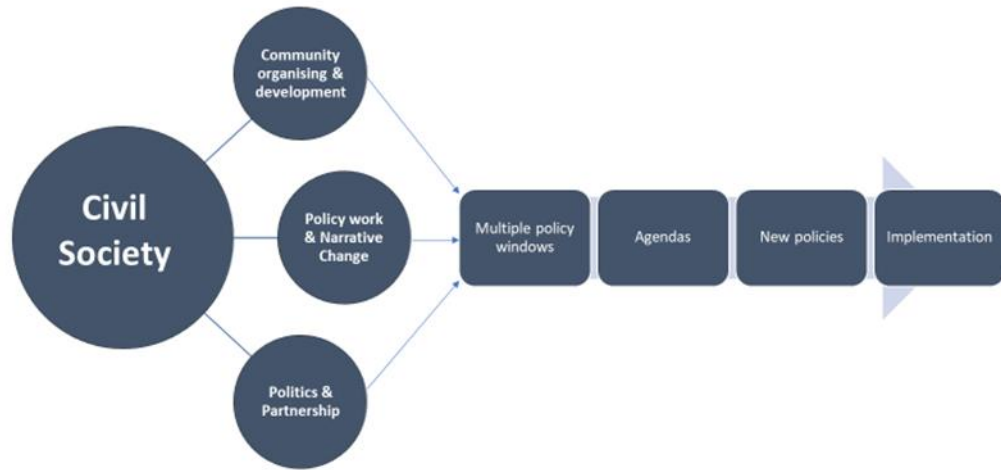 Community
organising &
development
Civil
Society
Policy work
& Narrative
Change
Politics &
Partnership
Multiple policy
windows
Agendas
New policies
Implementation